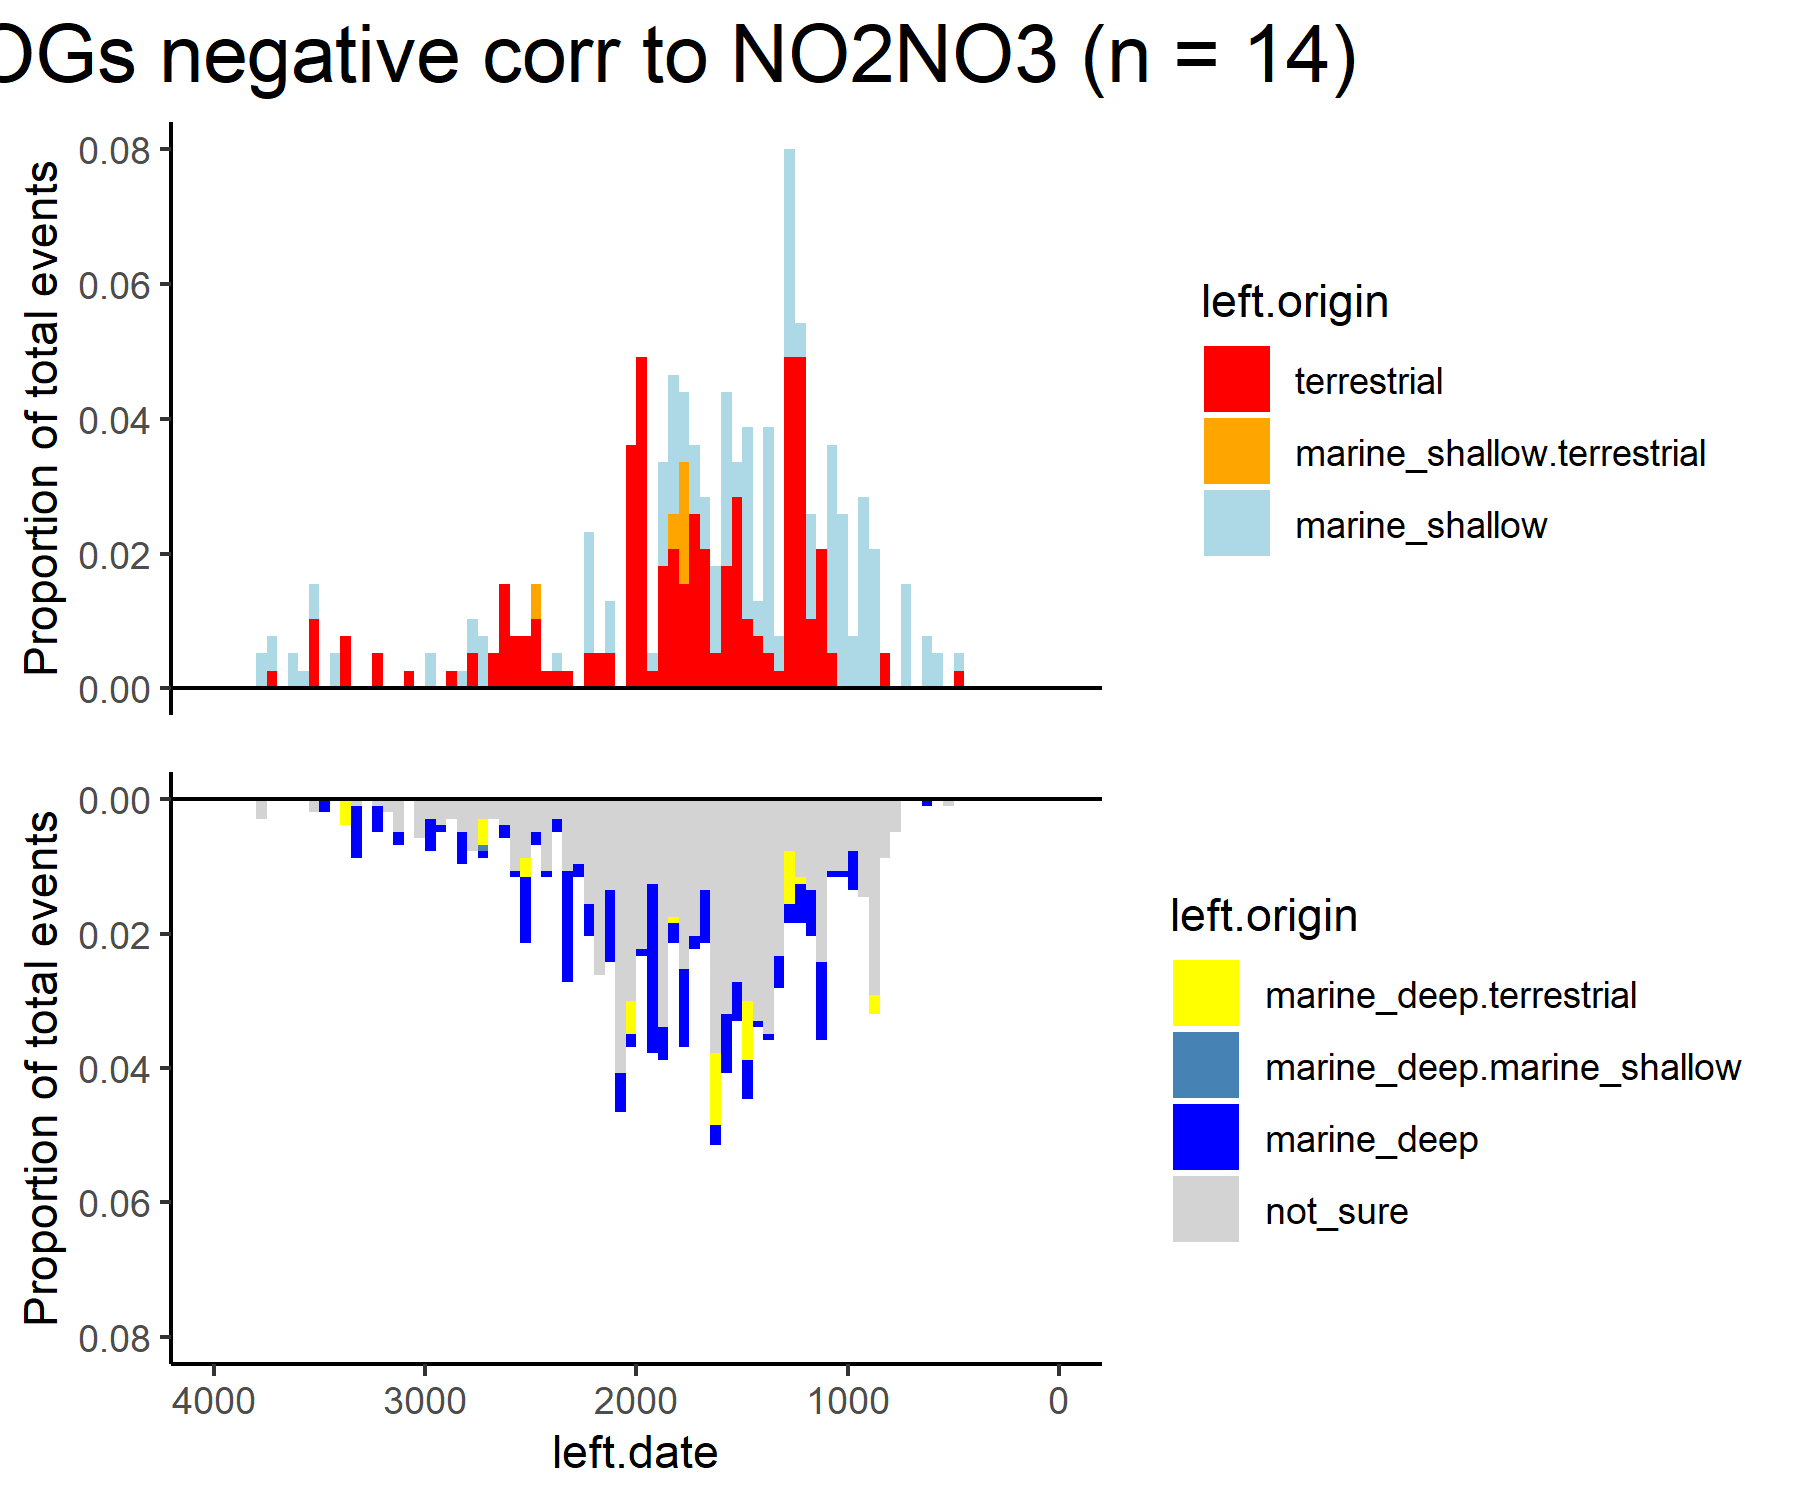 OGs negative corr to NO2NO3 (n = 14)
Proportion of total events
0.08
0.06
0.04
0.02
0.00
left.origin
terrestrial
marine_shallow.terrestrial
marine_shallow
Proportion of total events
0.00
0.02
0.04
0.06
0.08
4000 3000 2000 1000 0
left.date
left.origin
marine_deep.terrestrial
marine_deep.marine_shallow
marine_deep
not_sure